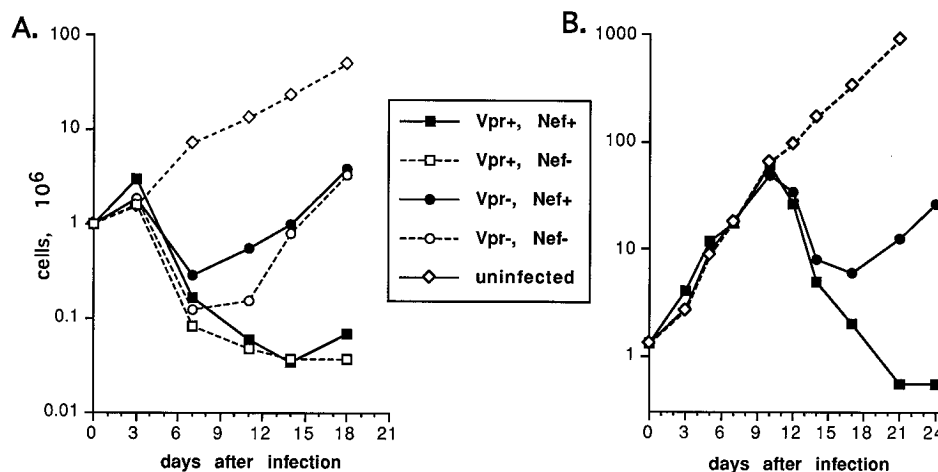 A.
100
10
1
0.1
0.01
cells, 10^6
0 3 6 9 12 15 18 21
days after infection
Vpr+, Nef+
Vpr+, Nef-
Vpr-, Nef+
Vpr-, Nef-
uninfected
B.
1000
100
10
1
0 3 6 9 12 15 18 21 24
days after infection